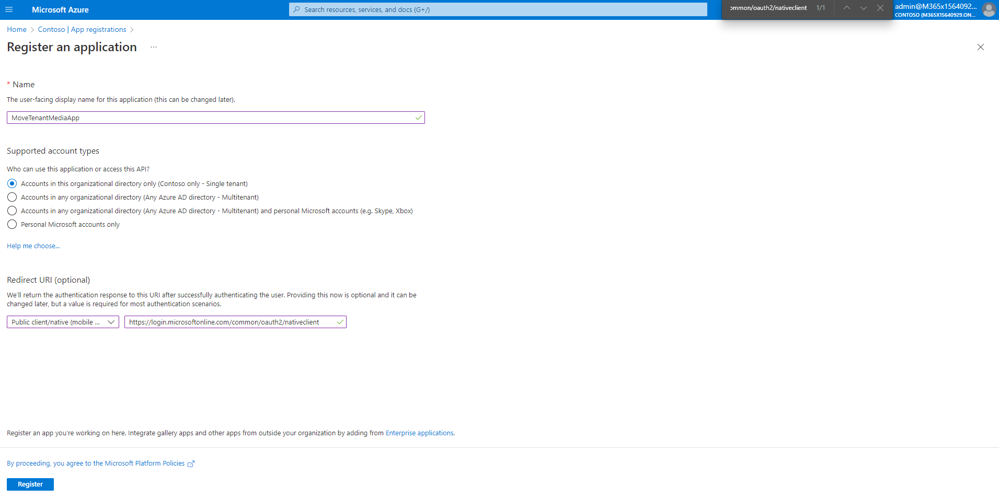 Microsoft Azure
Search resources, services, and docs (G+/)
ommon/oauth2/nativeclient 1/1
admin@M365x1564092...
CONTOSO (M365X15640929.ON...
Home > Contoso | App registrations >
Register an application ...
* Name
The user-facing display name for this application (this can be changed later).
MoveTenantMediaApp
Supported account types
Who can use this application or access this API?
Accounts in this organizational directory only (Contoso only - Single tenant)
Accounts in any organizational directory (Any Azure AD directory - Multitenant)
Accounts in any organizational directory (Any Azure AD directory - Multitenant) and personal Microsoft accounts (e.g. Skype, Xbox)
Personal Microsoft accounts only
Help me choose...
Redirect URI (optional)
We'll return the authentication response to this URI after successfully authenticating the user. Providing this now is optional and it can be
changed later, but a value is required for most authentication scenarios.
Public client/native (mobile ...
https://login.microsoftonline.com/common/oauth2/nativeclient
Register an app you're working on here. Integrate gallery apps and other apps from outside your organization by adding from Enterprise applications.
By proceeding, you agree to the Microsoft Platform Policies
Register